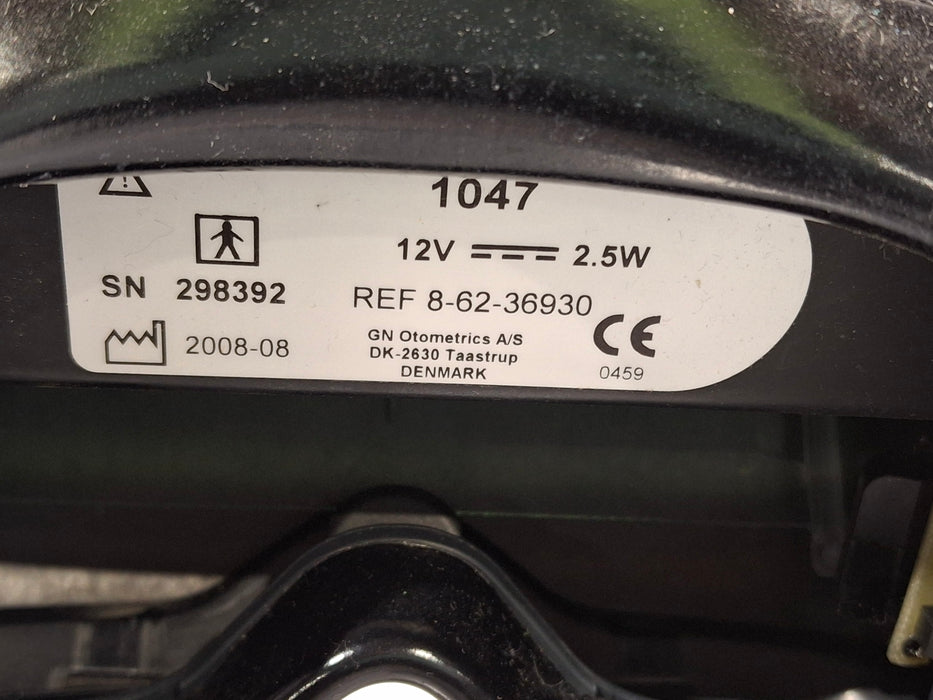 1047
12V 2.5W
SN 298392
REF 8-62-36930
2008-08
GN Otometrics A/S
DK-2630 Taastrup
DENMARK
CE
0459